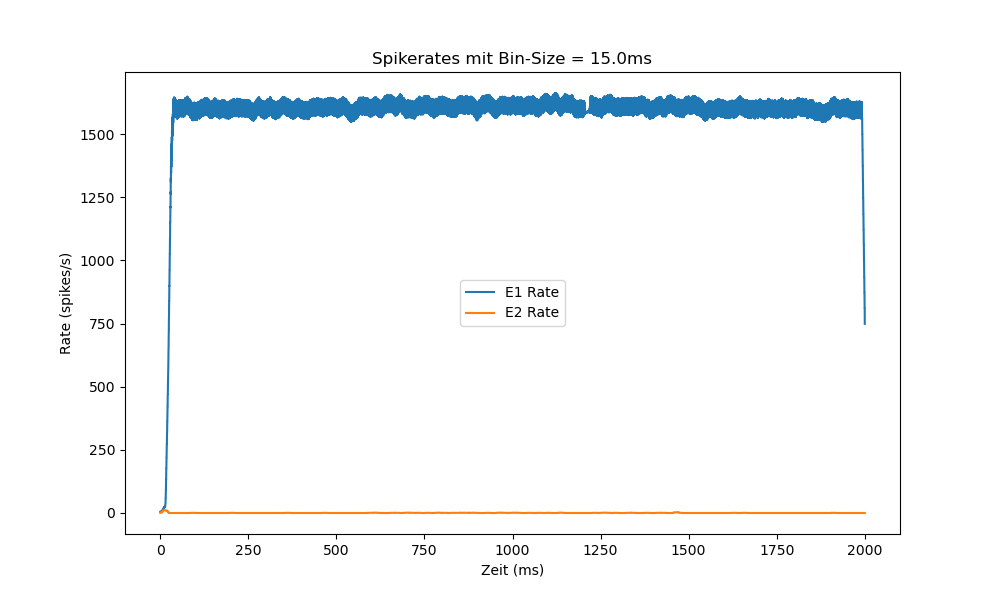 Spikerates mit Bin-Size = 15.0ms
Rate (spikes/s)
1500
1250
1000
750
500
250
0
E1 Rate
E2 Rate
0 250 500 750 1000 1250 1500 1750 2000
Zeit (ms)